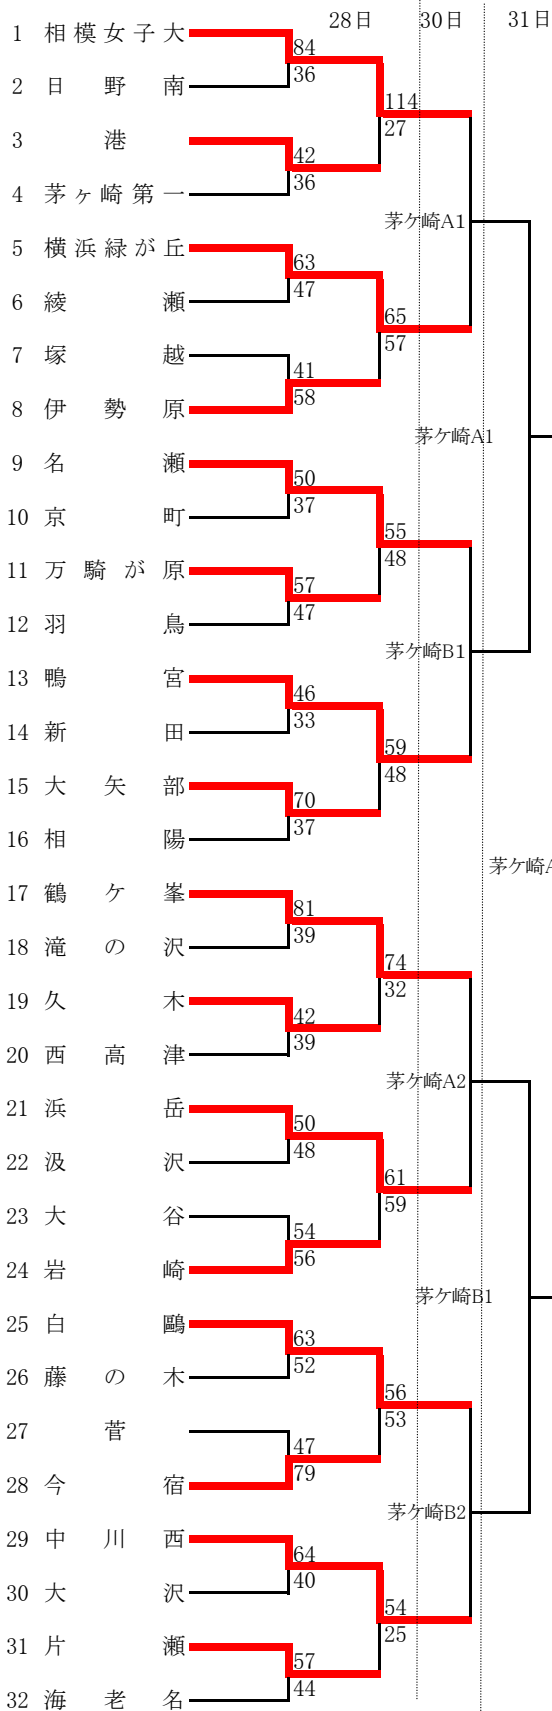 28日 30日 31日
1 相模女子大
84
36
2 日野南
114
27
3 港
42
36
4 茅ヶ崎第一
茅ケ崎A1
5 横浜緑が丘
63
47
6 綾瀬
65
57
7 塚越
41
58
8 伊勢原
茅ケ崎A1
9 名瀬
50
37
10 京町
55
48
11 万騎が原
57
47
12 羽鳥
茅ケ崎B1
13 鴨宮
46
33
14 新田
59
48
15 大矢部
70
37
16 相陽
茅ケ崎A
17 鶴ケ峯
81
39
18 滝の沢
74
32
19 久木
42
39
20 西高津
茅ケ崎A2
21 浜岳
50
48
22 汲沢
61
59
23 大谷
54
56
24 岩崎
茅ケ崎B1
25 白鷗
63
52
26 藤の木
56
53
27 菅
47
79
28 今宿
茅ケ崎B2
29 中川西
64
40
30 大沢
54
25
31 片瀬
57
44
32 海老名